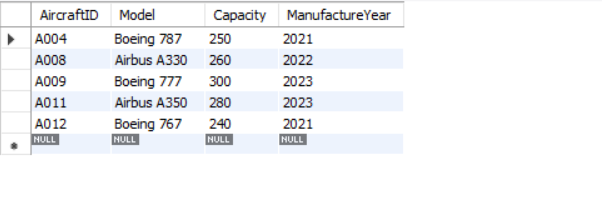 AircraftID Model Capacity ManufactureYear
A004 Boeing 787 250 2021
A008 Airbus A330 260 2022
A009 Boeing 777 300 2023
A011 Airbus A350 280 2023
A012 Boeing 767 240 2021
NULL NULL NULL NULL